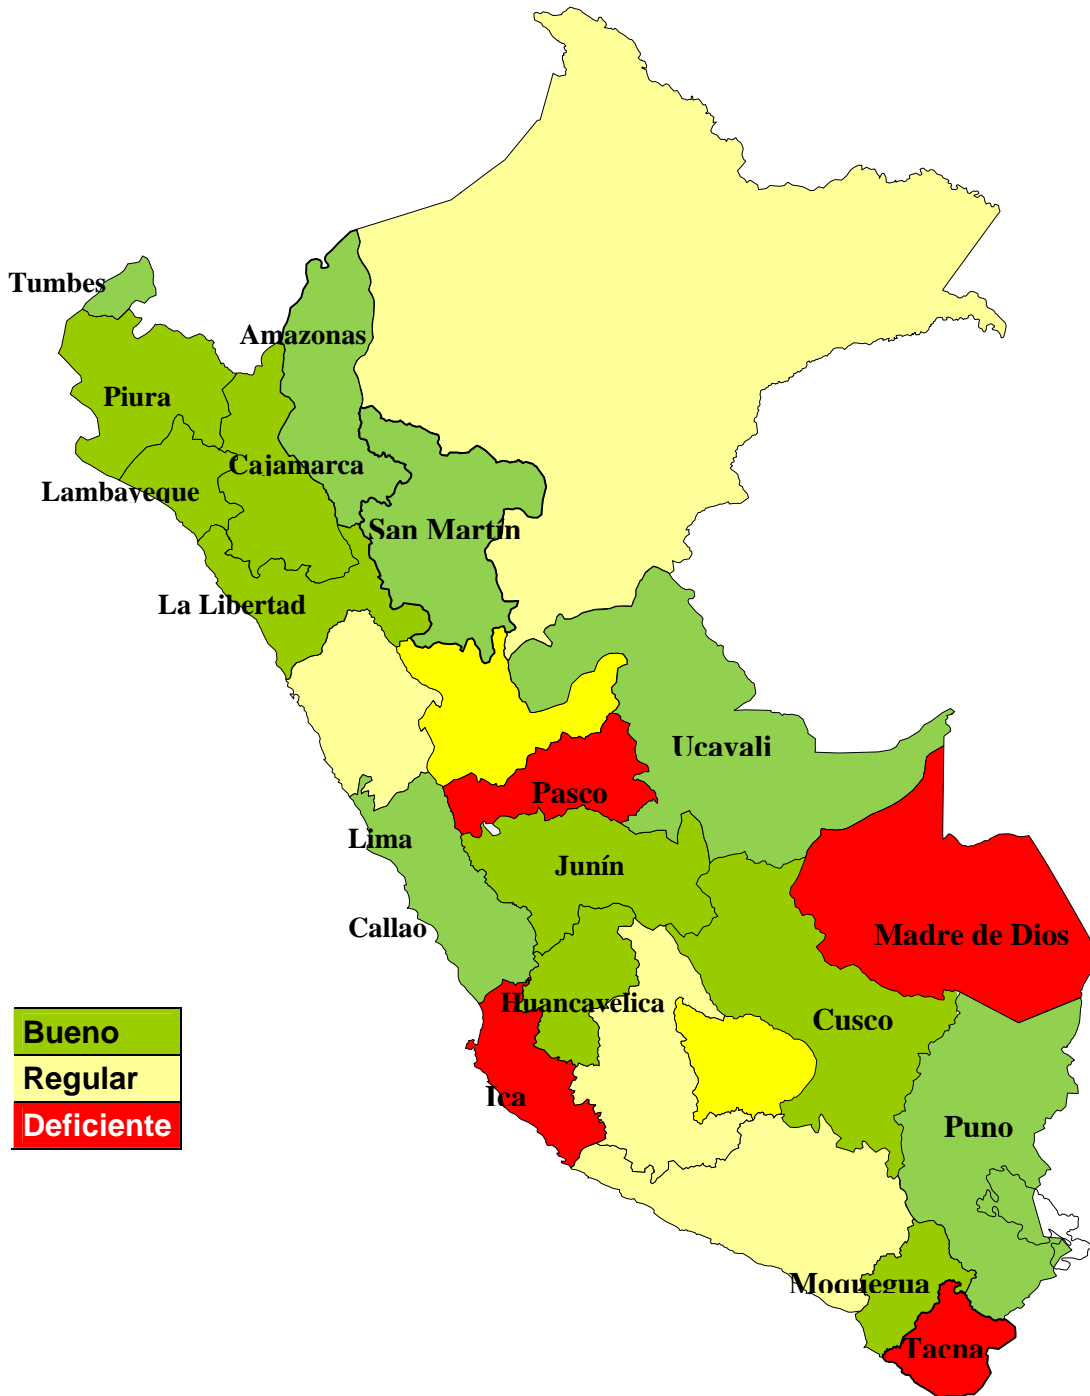 Tumbes
Amazonas
Piura
Cajamarca
Lambayeque
San Martín
La Libertad
Ucayali
Pasco
Lima
Junín
Callao
Madre de Dios
Huancavelica
Cusco
Bueno
Regular
Deficiente
Ica
Puno
Moquegua
Tacna